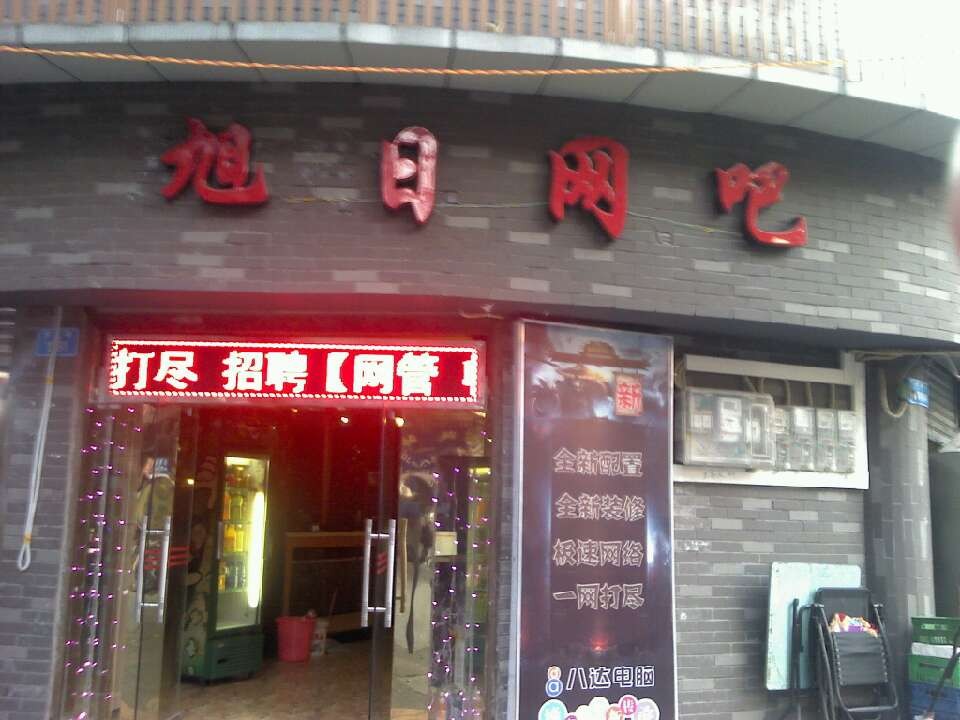 旭日网吧
打尽 招聘【网管
新
全新配置
全新装修
极速网络
一网打尽
八达电脑